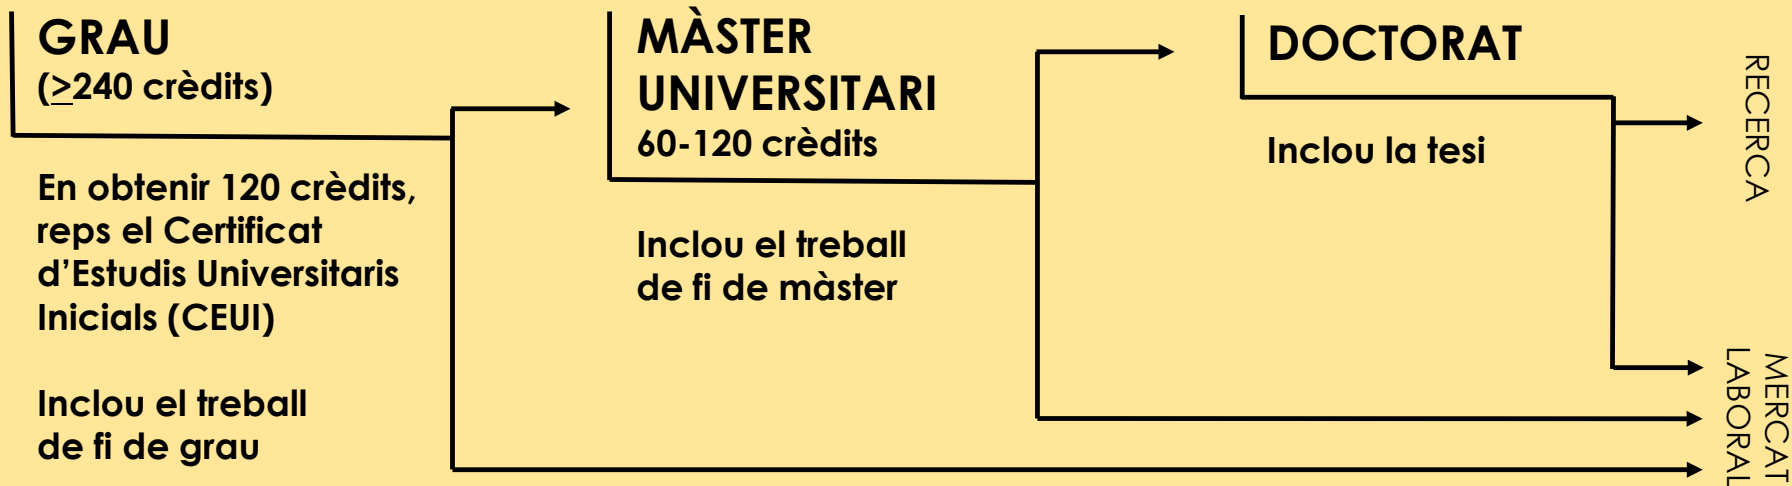 GRAU
(≥240 crèdits)
En obtenir 120 crèdits,
reps el Certificat
d’Estudis Universitaris
Inicials (CEUI)
Inclou el treball
de fi de grau
MÀSTER
UNIVERSITARI
60-120 crèdits
Inclou el treball
de fi de màster
DOCTORAT
Inclou la tesi
RECERCA
MERCAT
LABORAL